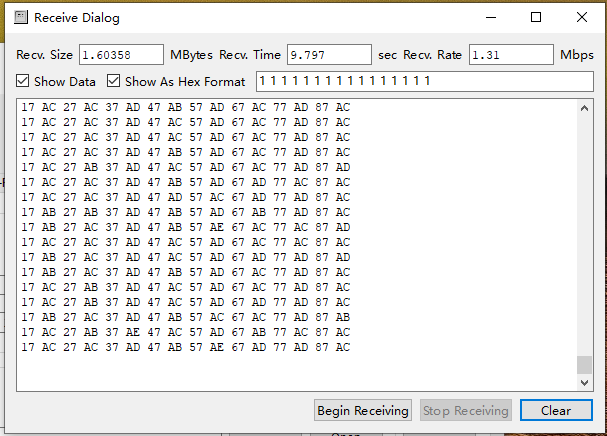 Receive Dialog
Recv. Size 1.60358 MBytes Recv. Time 9.797 sec Recv. Rate 1.31 Mbps
Show Data Show As Hex Format 1 1 1 1 1 1 1 1 1 1 1 1 1 1 1 1
17 AC 27 AC 37 AD 47 AB 57 AD 67 AC 77 AD 87 AC
17 AC 27 AC 37 AD 47 AC 57 AD 67 AC 77 AD 87 AC
17 AC 27 AC 37 AD 47 AC 57 AD 67 AC 77 AD 87 AC
17 AC 27 AC 37 AD 47 AB 57 AD 67 AC 77 AD 87 AC
17 AC 27 AB 37 AD 47 AC 57 AD 67 AC 77 AD 87 AD
17 AC 27 AC 37 AD 47 AB 57 AD 67 AD 77 AC 87 AC
17 AC 27 AB 37 AD 47 AD 57 AC 67 AD 77 AD 87 AC
17 AB 27 AB 37 AD 47 AB 57 AD 67 AB 77 AD 87 AC
17 AB 27 AC 37 AD 47 AB 57 AE 67 AC 77 AC 87 AD
17 AC 27 AC 37 AD 47 AC 57 AD 67 AC 77 AD 87 AC
17 AB 27 AC 37 AD 47 AB 57 AD 67 AD 77 AD 87 AD
17 AB 27 AC 37 AD 47 AB 57 AD 67 AB 77 AD 87 AC
17 AC 27 AB 37 AD 47 AB 57 AD 67 AD 77 AD 87 AC
17 AC 27 AB 37 AD 47 AC 57 AD 67 AD 77 AD 87 AC
17 AB 27 AC 37 AD 47 AB 57 AC 67 AC 77 AD 87 AB
17 AC 27 AB 37 AE 47 AC 57 AD 67 AB 77 AC 87 AC
17 AC 27 AC 37 AD 47 AB 57 AE 67 AD 77 AD 87 AC
Begin Receiving Stop Receiving Clear